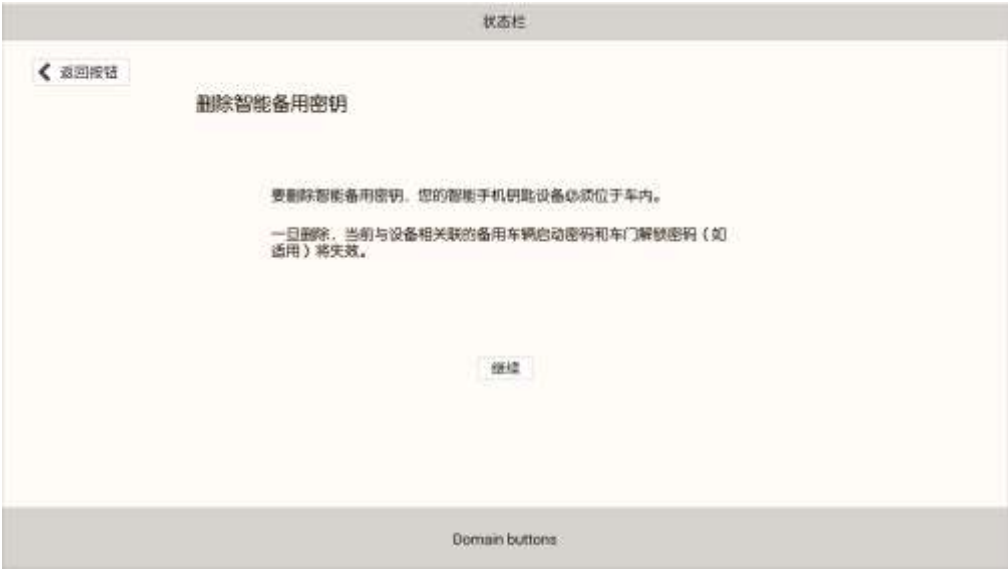 状态栏
返回按钮
删除智能备用密钥
要删除智能备用密钥，您的智能手机钥匙设备必须位于车内。
一旦删除，当前与设备相关联的备用车辆启动密码和车门解锁密码（如
适用）将失效。
继续
Domain buttons